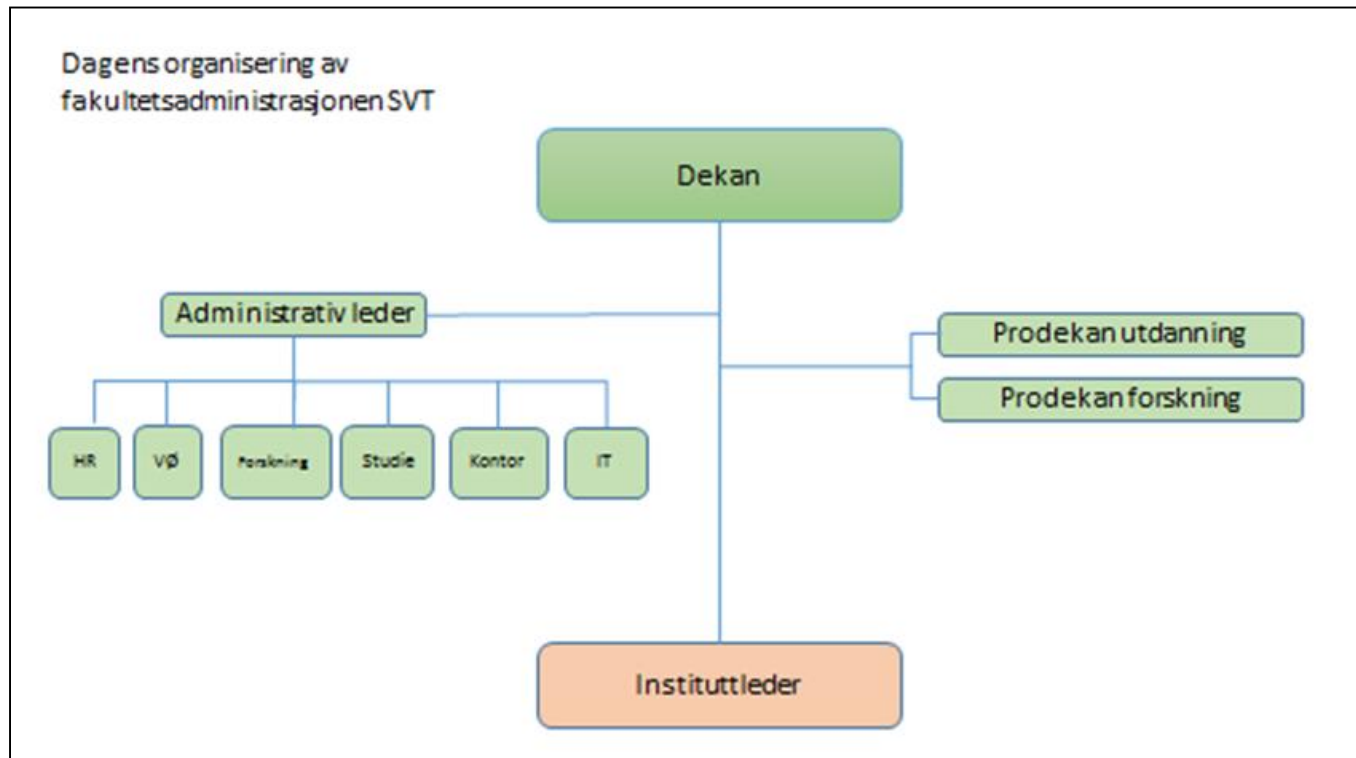 Dagens organisering av
fakultetsadministrasjonen SVT
Dekan
Administrativ leder
Prodekan utdanning
Prodekan forskning
HR
VØ
Forskning
Studie
Kontor
IT
Instituttleder